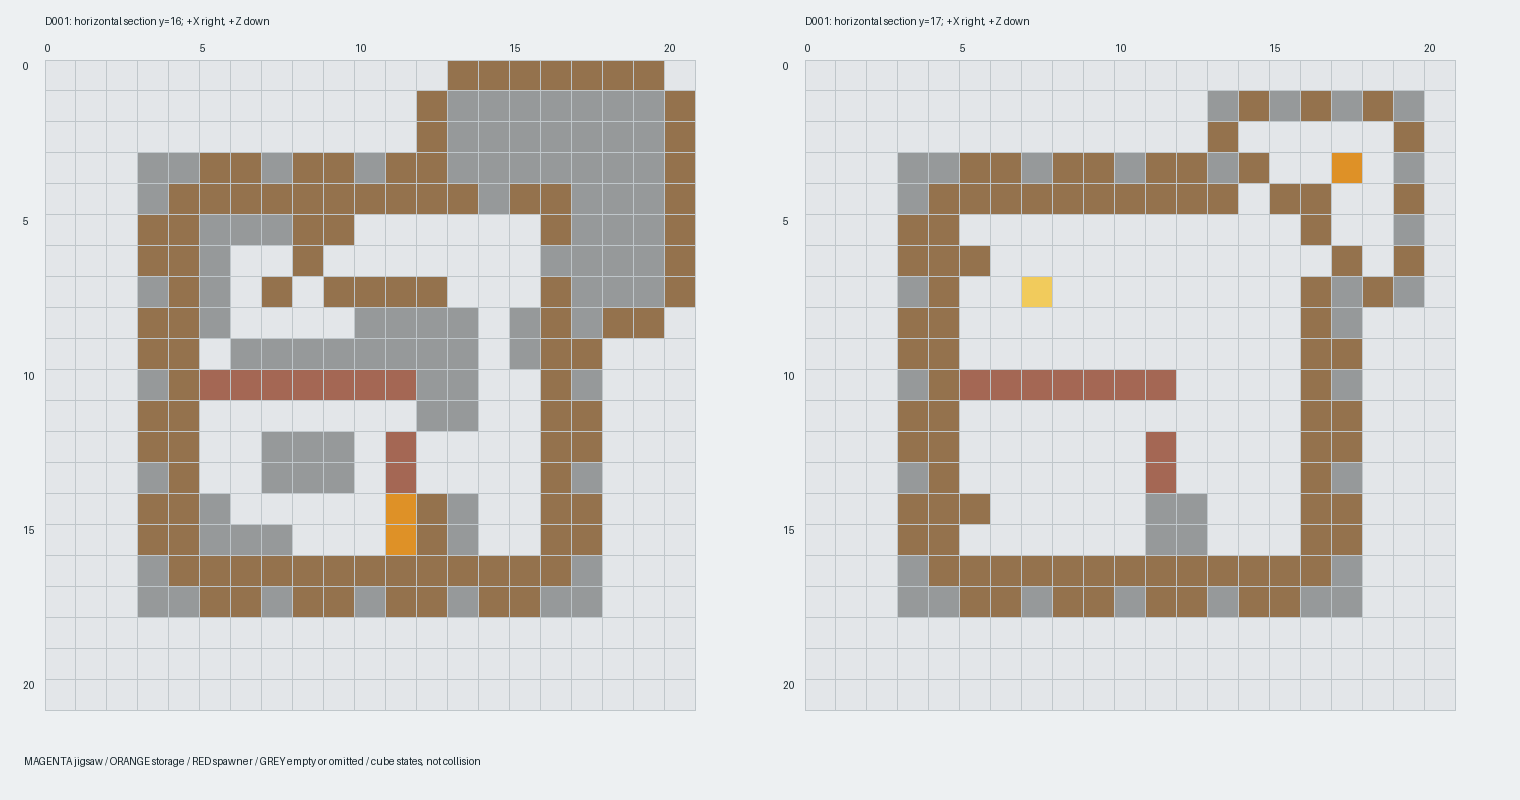 D001: horizontal section y=16; +X right, +Z down
D001: horizontal section y=17; +X right, +Z down
0 5 10 15 20
0 5 10 15 20
0 0
5 5
10 10
15 15
20 20
MAGENTA jigsaw / ORANGE storage / RED spawner / GREY empty or omitted / cube states, not collision